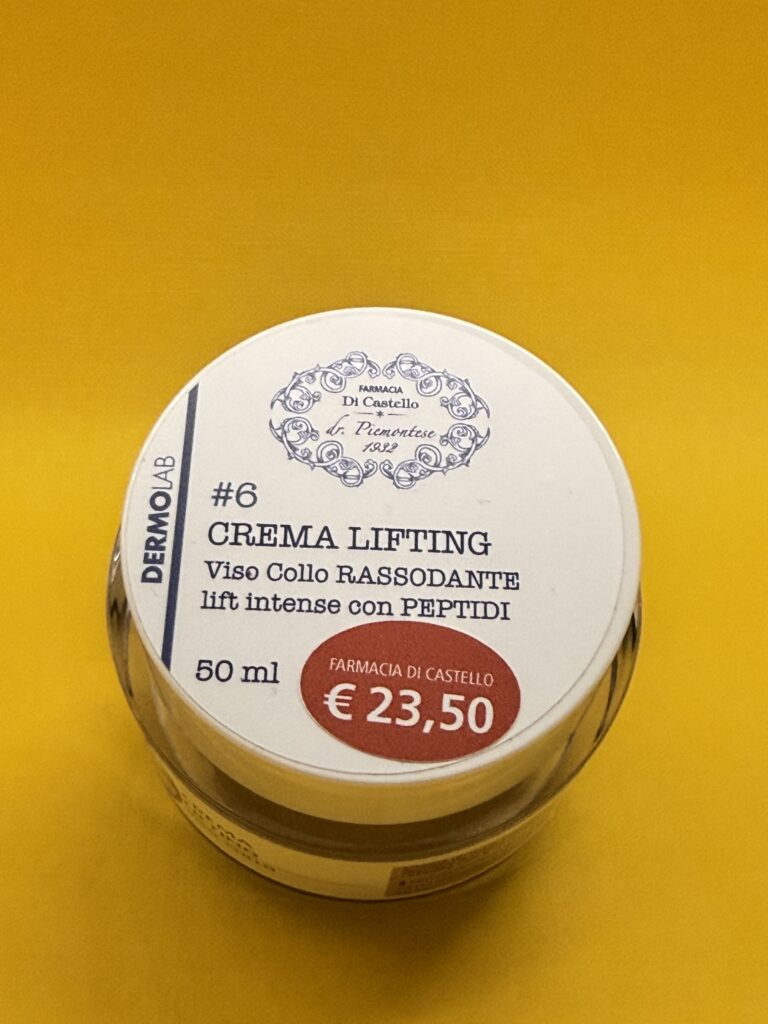 FARMACIA
Di Castello
dr. Piemontese
1932
DERMOLAB
#6
CREMA LIFTING
Viso Collo RASSODANTE
lift intense con PEPTIDI
50 ml
FARMACIA DI CASTELLO
€ 23,50
CREMA